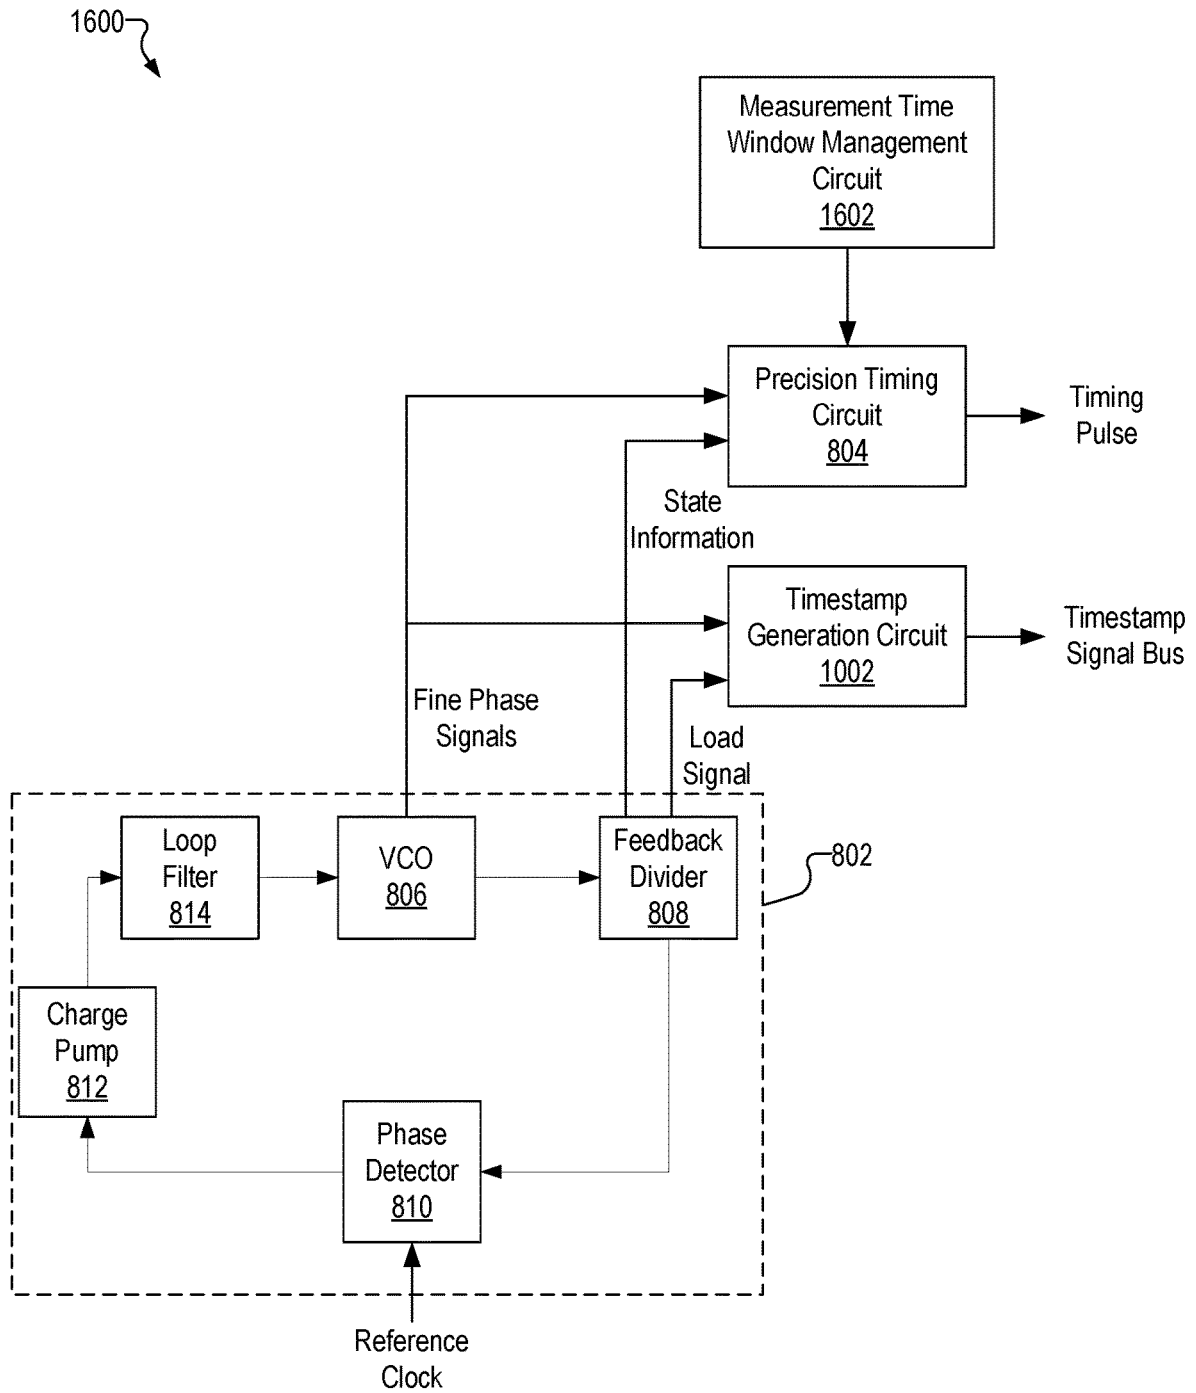 1600
Measurement Time
Window Management
Circuit
1602
Precision Timing
Circuit
804
Timing
Pulse
State
Information
Timestamp
Generation Circuit
1002
Timestamp
Signal Bus
Fine Phase
Signals
Load
Signal
Loop
Filter
814
VCO
806
Feedback
Divider
808
802
Charge
Pump
812
Phase
Detector
810
Reference
Clock